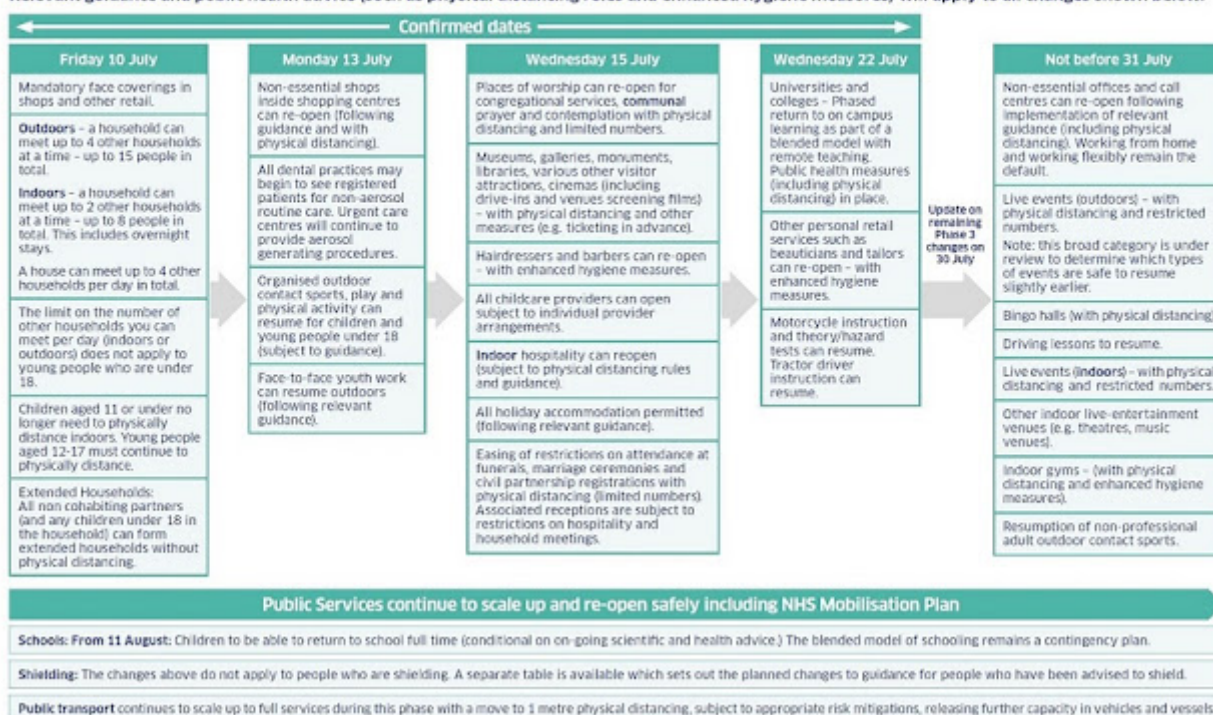 Relevant guidance and public health advice (such as physical distancing rules and enhanced hygiene measures) will apply to all changes shown below.
Confirmed dates
Friday 10 July
Mandatory face coverings in
shops and other retail.
Outdoors – a household can
meet up to 4 other households
at a time – up to 15 people in
total.
Indoors – a household can
meet up to 2 other households
at a time – up to 8 people in
total. This includes overnight
stays.
A house can meet up to 4 other
households per day in total.
The limit on the number of
other households you can
meet per day (indoors or
outdoors) does not apply to
young people who are under
18.
Children aged 11 or under no
longer need to physically
distance indoors. Young people
aged 12-17 must continue to
physically distance.
Extended Households:
All non cohabiting partners
(and any children under 18 in
the household) can form
extended households without
physical distancing.
Monday 13 July
Non-essential shops
inside shopping centres
can re-open (following
guidance and with
physical distancing).
All dental practices may
begin to see registered
patients for non-aerosol
routine care. Urgent care
centres will continue to
provide aerosol
generating procedures.
Organised outdoor
contact sports, play and
physical activity can
resume for children and
young people under 18
(subject to guidance).
Face-to-face youth work
can resume outdoors
(following relevant
guidance).
Wednesday 15 July
Places of worship can re-open for
congregational services, communal
prayer and contemplation with physical
distancing and limited numbers.
Museums, galleries, monuments,
libraries, various other visitor
attractions, cinemas (including
drive-ins and venues screening films)
– with physical distancing and other
measures (e.g. ticketing in advance).
Hairdressers and barbers can re-open
– with enhanced hygiene measures.
All childcare providers can open
subject to individual provider
arrangements.
Indoor hospitality can reopen
(subject to physical distancing rules
and guidance).
All holiday accommodation permitted
(following relevant guidance).
Easing of restrictions on attendance at
funerals, marriage ceremonies and
civil partnership registrations with
physical distancing (limited numbers)
Associated receptions are subject to
restrictions on hospitality and
household meetings.
Wednesday 22 July
Universities and
colleges – Phased
return to on campus
learning as part of a
blended model with
remote teaching.
Public health measures
(including physical
distancing) in place.
Other personal retail
services such as
beauticians and tailors
can re-open – with
enhanced hygiene
measures.
Motorcycle instruction
and theory/hazard
tests can resume.
Tractor driver
instruction can
resume.
Update on
remaining
Phase 3
changes on
30 July
Not before 31 July
Non-essential offices and call
centres can re-open following
implementation of relevant
guidance (including physical
distancing). Working from home
and working flexibly remain the
default.
Live events (outdoors) – with
physical distancing and restricted
numbers.
Note: this broad category is under
review to determine which types
of events are safe to resume
slightly earlier.
Bingo halls (with physical distancing)
Driving lessons to resume.
Live events (indoors) – with physical
distancing and restricted numbers.
Other indoor live-entertainment
venues (e.g. theatres, music
venues).
Indoor gyms – (with physical
distancing and enhanced hygiene
measures).
Resumption of non-professional
adult outdoor contact sports.
Public Services continue to scale up and re-open safely including NHS Mobilisation Plan
Schools: From 11 August: Children to be able to return to school full time (conditional on on-going scientific and health advice.) The blended model of schooling remains a contingency plan.
Shielding: The changes above do not apply to people who are shielding. A separate table is available which sets out the planned changes to guidance for people who have been advised to shield.
Public transport continues to scale up to full services during this phase with a move to 1 metre physical distancing, subject to appropriate risk mitigations, releasing further capacity in vehicles and vessels